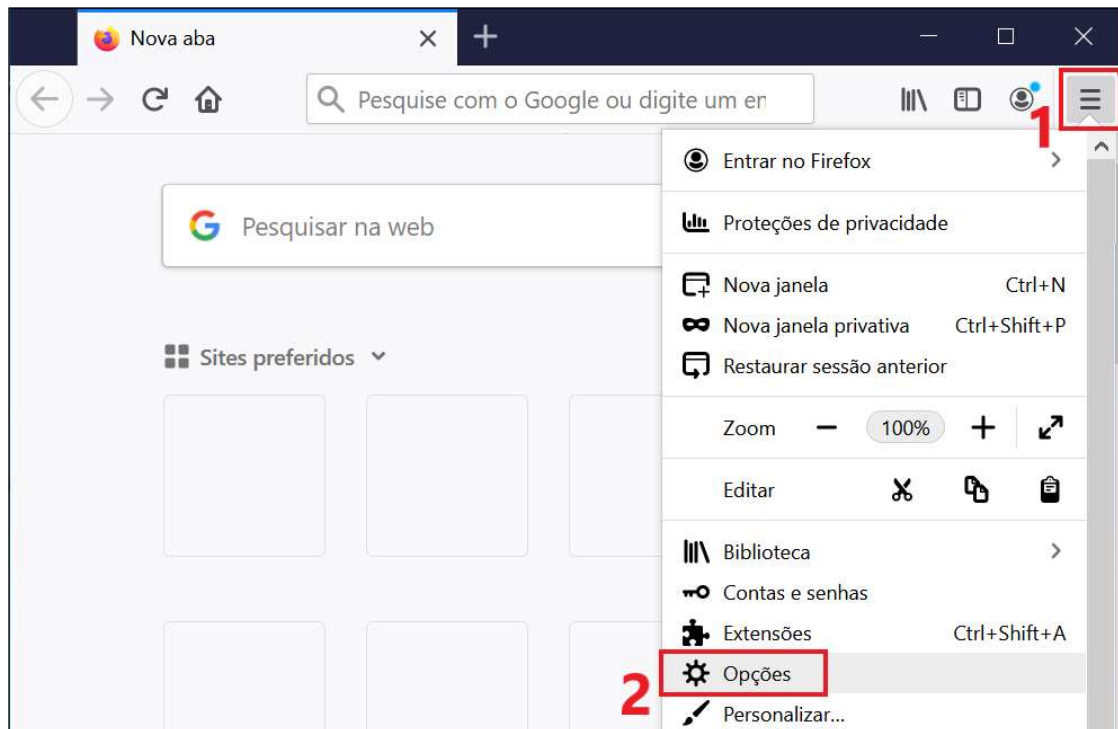 Nova aba
Pesquise com o Google ou digite um en
1
Entrar no Firefox
Pesquisar na web
Proteções de privacidade
Nova janela Ctrl+N
Nova janela privativa Ctrl+Shift+P
Restaurar sessão anterior
Sites preferidos
Zoom 100%
Editar
Biblioteca
Contas e senhas
Extensões Ctrl+Shift+A
2 Opções
Personalizar...